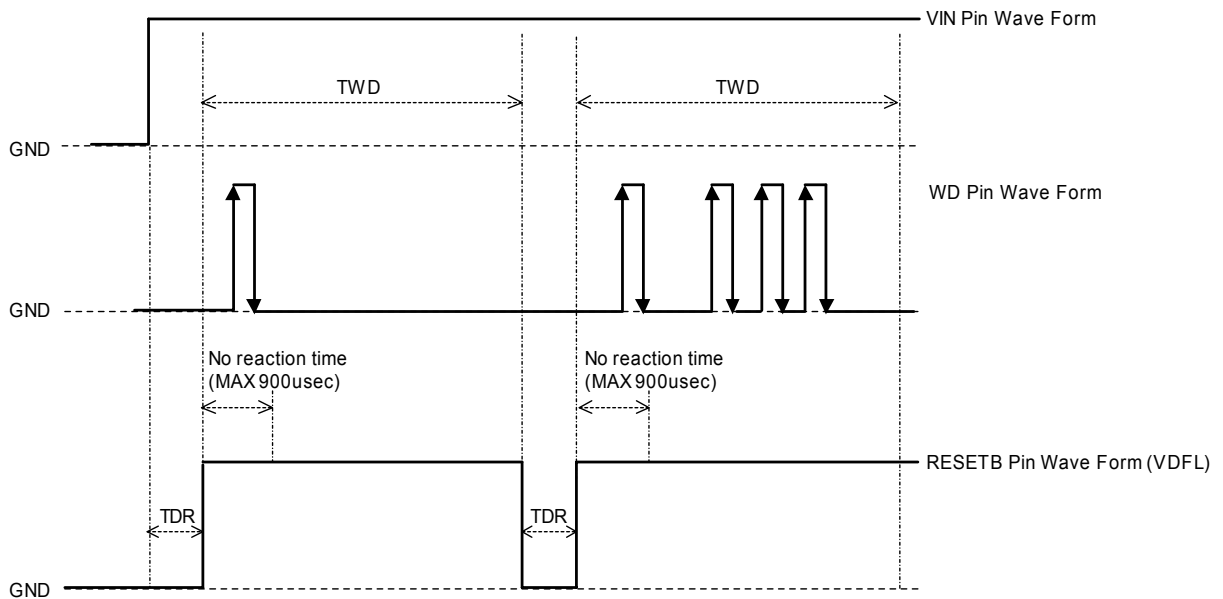 VIN Pin Wave Form
TWD
TWD
GND
WD Pin Wave Form
GND
No reaction time
(MAX 900usec)
No reaction time
(MAX 900usec)
RESETB Pin Wave Form (VDFL)
TDR
TDR
GND